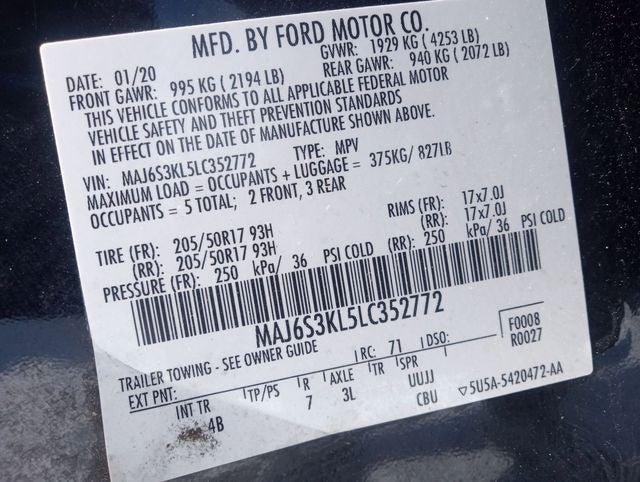 MFD. BY FORD MOTOR CO.
DATE: 01/20 GVWR: 1929 KG ( 4253 LB)
FRONT GAWR: 995 KG ( 2194 LB) REAR GAWR: 940 KG ( 2072 LB)
THIS VEHICLE CONFORMS TO ALL APPLICABLE FEDERAL MOTOR
VEHICLE SAFETY AND THEFT PREVENTION STANDARDS
IN EFFECT ON THE DATE OF MANUFACTURE SHOWN ABOVE.
VIN: MAJ6S3KL5LC352772 TYPE: MPV
MAXIMUM LOAD = OCCUPANTS + LUGGAGE = 375KG/ 827LB
OCCUPANTS = 5 TOTAL; 2 FRONT, 3 REAR
TIRE (FR): 205/50R17 93H RIMS (FR): 17x7.0J
(RR): 205/50R17 93H (RR): 17x7.0J
PRESSURE (FR): 250 kPa/ 36 PSI COLD (RR): 250 kPa/ 36 PSI COLD
MAJ6S3KL5LC352772
TRAILER TOWING - SEE OWNER GUIDE RC: 71 DSO: F0008
R0027
EXT PNT: INT TR TP/PS R AXLE TR SPR
4B 7 3L UUJJ
CBU ▽5U5A-5420472-AA